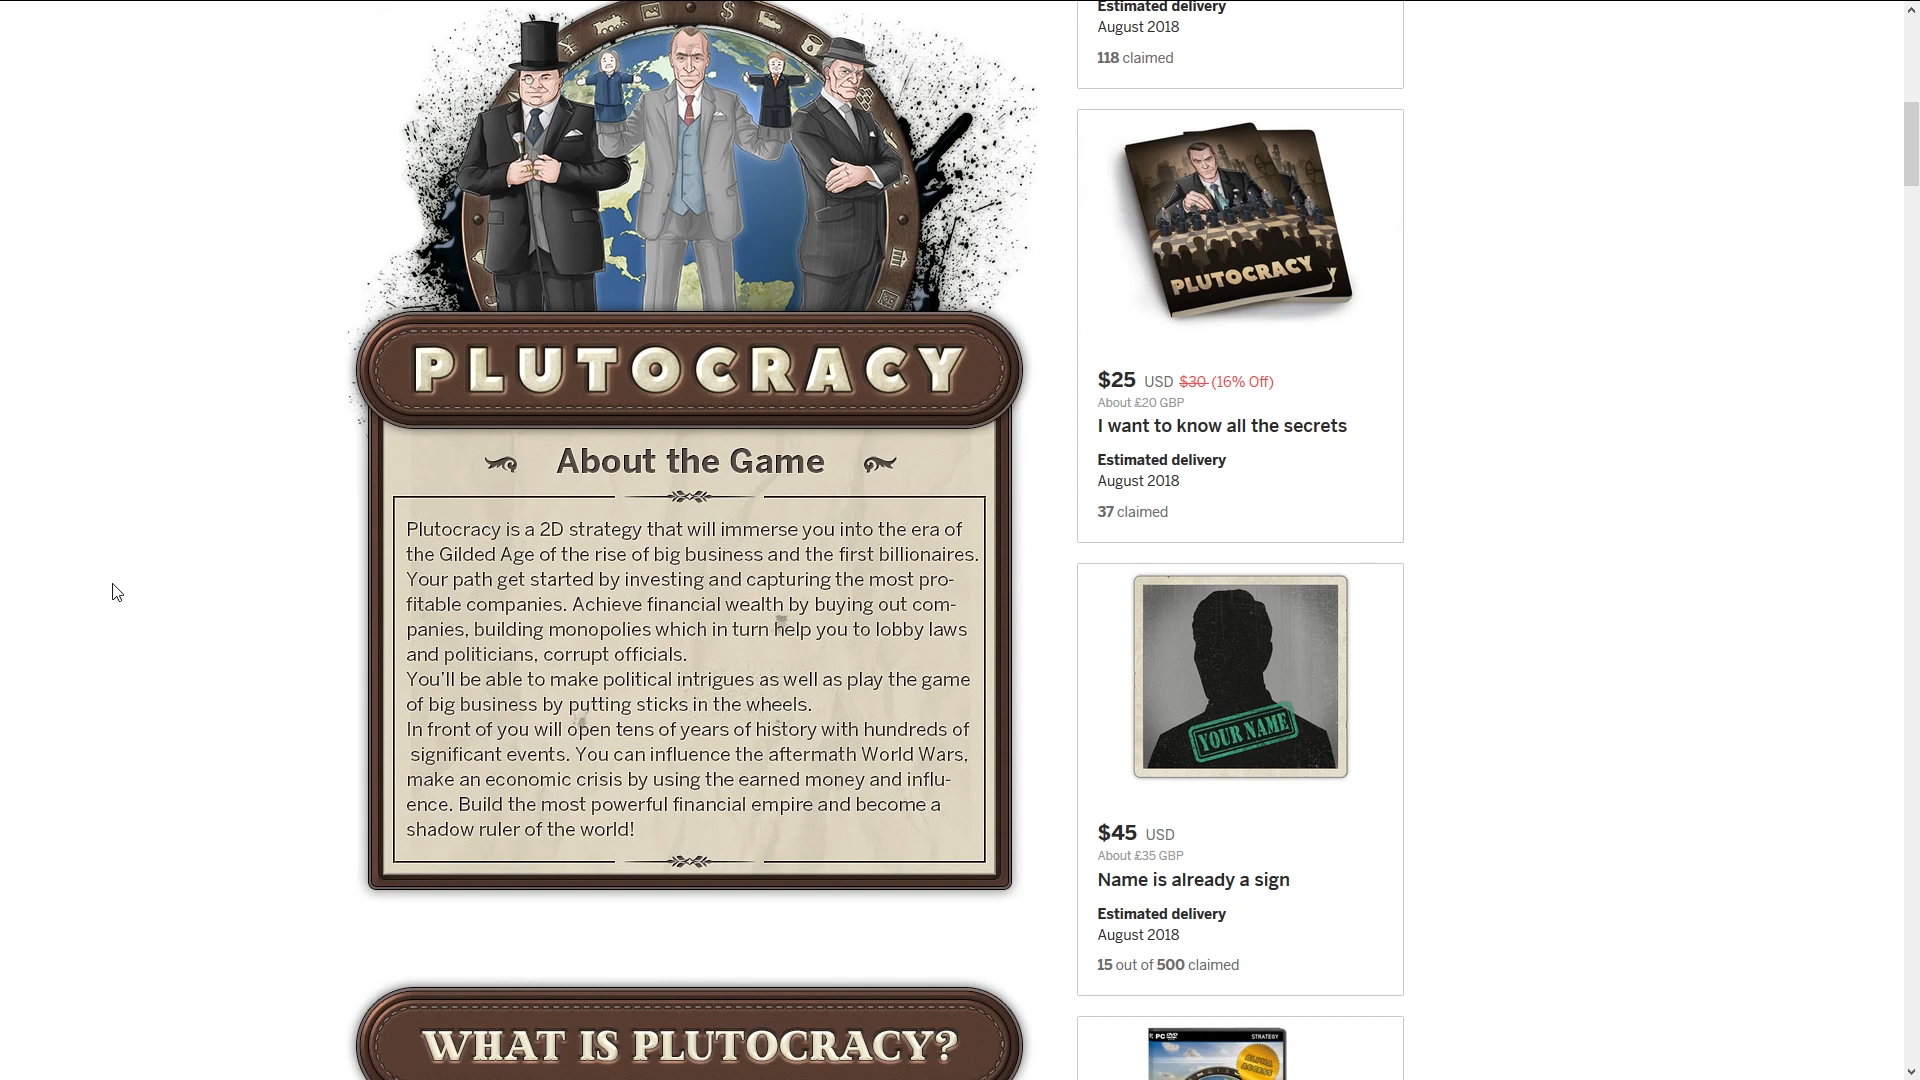 PLUTOCRACY
About the Game
Plutocracy is a 2D strategy that will immerse you into the era of
the Gilded Age of the rise of big business and the first billionaires.
Your path get started by investing and capturing the most pro-
fitable companies. Achieve financial wealth by buying out com-
panies, building monopolies which in turn help you to lobby laws
and politicians, corrupt officials.
You'll be able to make political intrigues as well as play the game
of big business by putting sticks in the wheels.
In front of you will open tens of years of history with hundreds of
significant events. You can influence the aftermath World Wars,
make an economic crisis by using the earned money and influ-
ence. Build the most powerful financial empire and become a
shadow ruler of the world!
WHAT IS PLUTOCRACY?
Estimated delivery
August 2018
118 claimed
PLUTOCRACY
Y
$25 USD $30 (16% Off)
About £20 GBP
I want to know all the secrets
Estimated delivery
August 2018
37 claimed
YOUR NAME
$45 USD
About £35 GBP
Name is already a sign
Estimated delivery
August 2018
15 out of 500 claimed
PC DVD STRATEGY
ALPHA
ACCESS